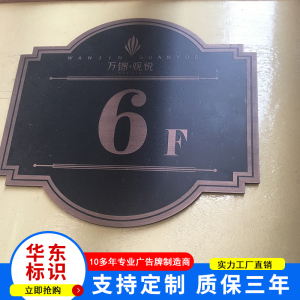 WANJIN GUANYUE
万锦·观悦
6F
华东
标识
立即抢购
10多年专业广告牌制造商
实力工厂直销
支持定制 质保三年